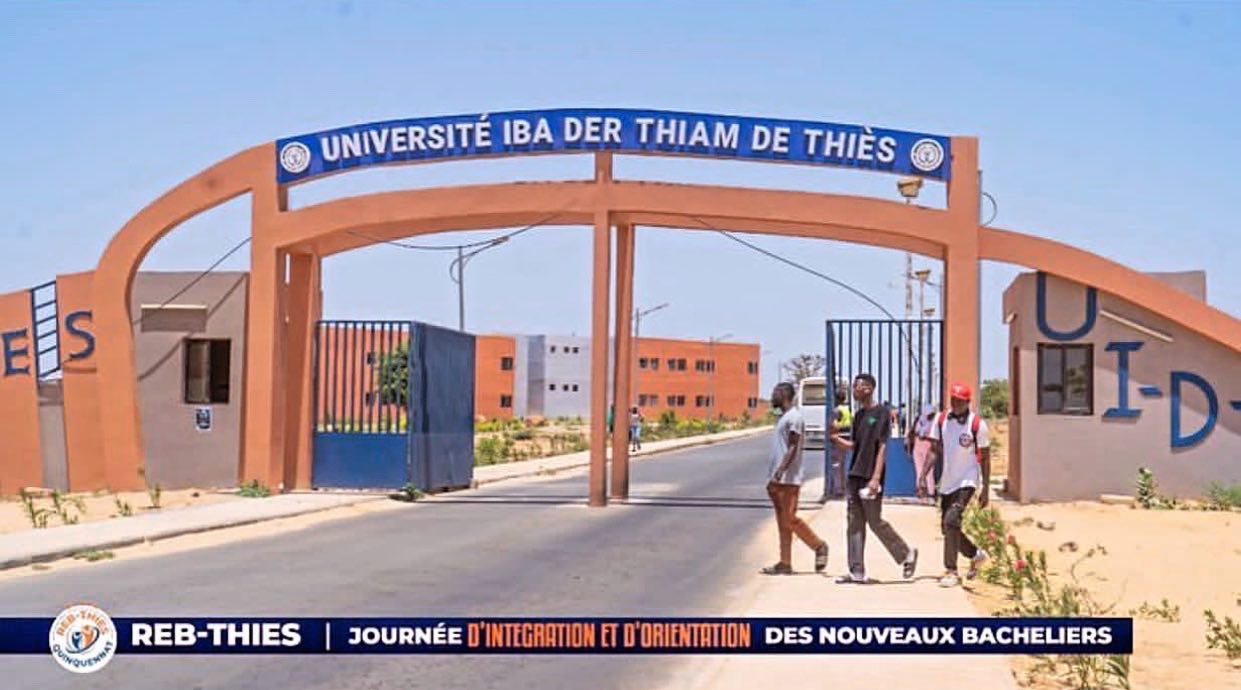 UNIVERSITÉ IBA DER THIAM DE THIÈS
ES
U
I-D-
REB-THIES
QUINQUENNAT
REB-THIES | JOURNÉE D'INTEGRATION ET D'ORIENTATION DES NOUVEAUX BACHELIERS